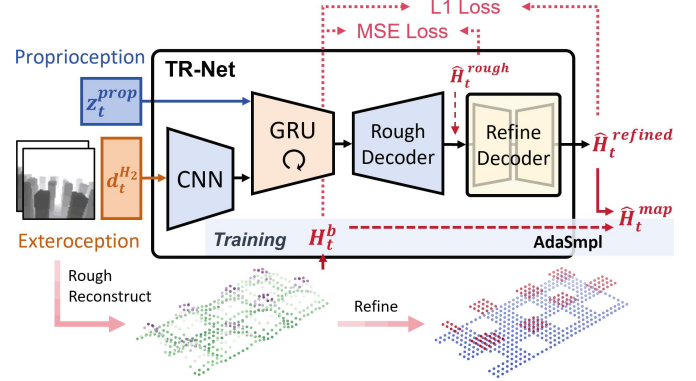 L1 Loss
MSE Loss
Proprioception
TR-Net
z_t^{prop}
Ĥ_t^{rough}
GRU
Rough
Decoder
Refine
Decoder
Ĥ_t^{refined}
d_t^{H_2}
CNN
Ĥ_t^{map}
Exteroception
Training
H_t^b
AdaSmpl
Rough
Reconstruct
Refine